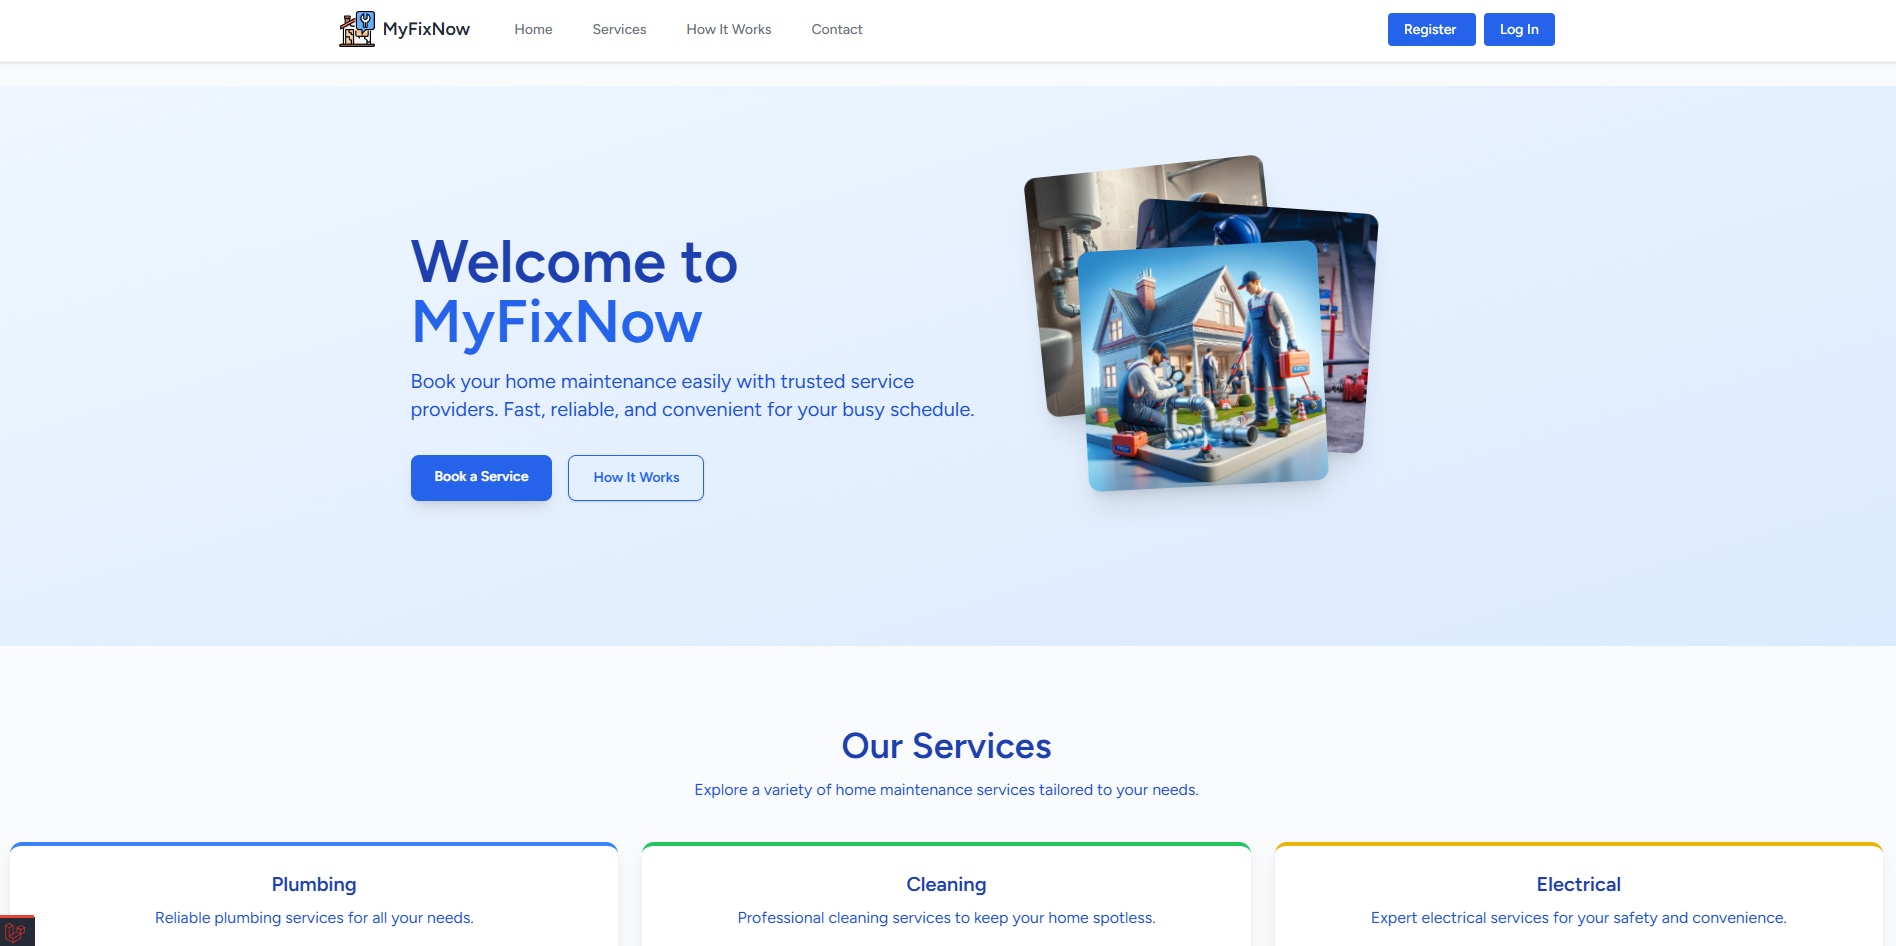 MyFixNow
Home
Services
How It Works
Contact
Register
Log In
Welcome to
MyFixNow
Book your home maintenance easily with trusted service
providers. Fast, reliable, and convenient for your busy schedule.
Book a Service
How It Works
Our Services
Explore a variety of home maintenance services tailored to your needs.
Plumbing
Reliable plumbing services for all your needs.
Cleaning
Professional cleaning services to keep your home spotless.
Electrical
Expert electrical services for your safety and convenience.